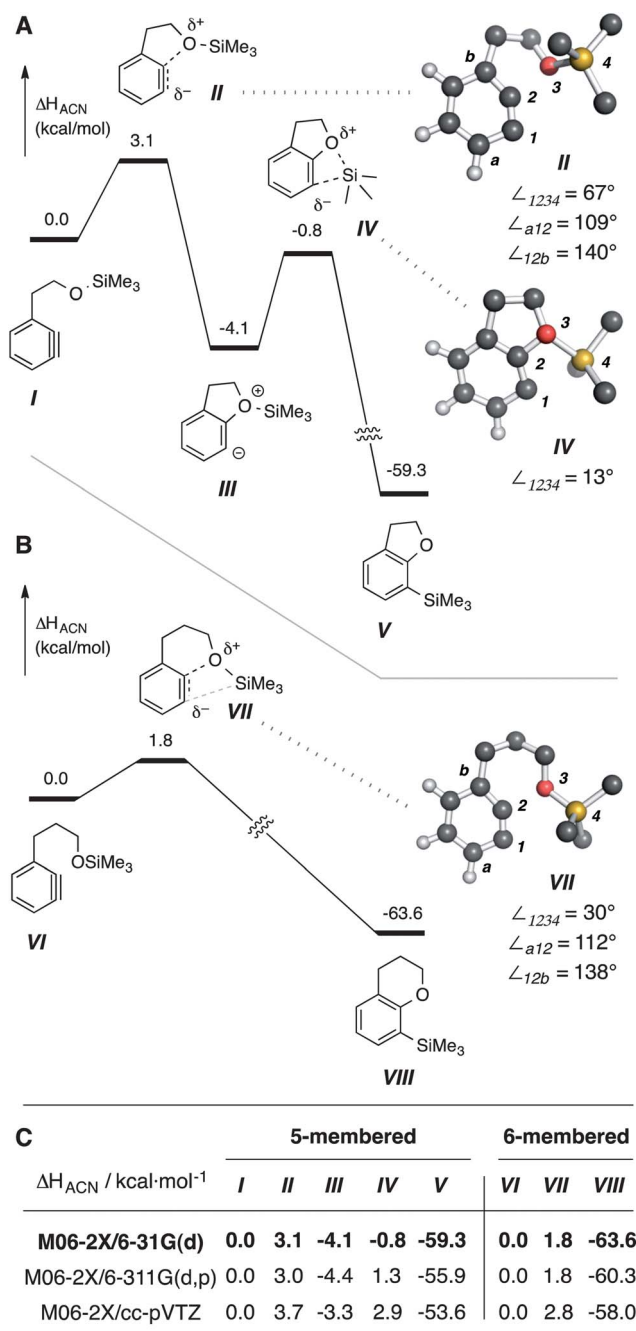 A
ΔH_ACN
(kcal/mol)
δ+
O
SiMe3
δ−
II
3.1
0.0
O
SiMe3
I
-4.1
O
⊕
SiMe3
⊖
III
O
δ+
Si
δ−
IV
-0.8
-59.3
O
SiMe3
V
b
2
3
4
1
a
II
∠1234 = 67°
∠a12 = 109°
∠12b = 140°
3
2
4
1
IV
∠1234 = 13°
B
ΔH_ACN
(kcal/mol)
O
δ+
SiMe3
δ−
VII
1.8
0.0
OSiMe3
VI
-63.6
O
SiMe3
VIII
b
3
2
4
1
a
VII
∠1234 = 30°
∠a12 = 112°
∠12b = 138°
C 5-membered 6-membered
ΔH_ACN / kcal·mol-1 I II III IV V VI VII VIII
M06-2X/6-31G(d) 0.0 3.1 -4.1 -0.8 -59.3 0.0 1.8 -63.6
M06-2X/6-311G(d,p) 0.0 3.0 -4.4 1.3 -55.9 0.0 1.8 -60.3
M06-2X/cc-pVTZ 0.0 3.7 -3.3 2.9 -53.6 0.0 2.8 -58.0